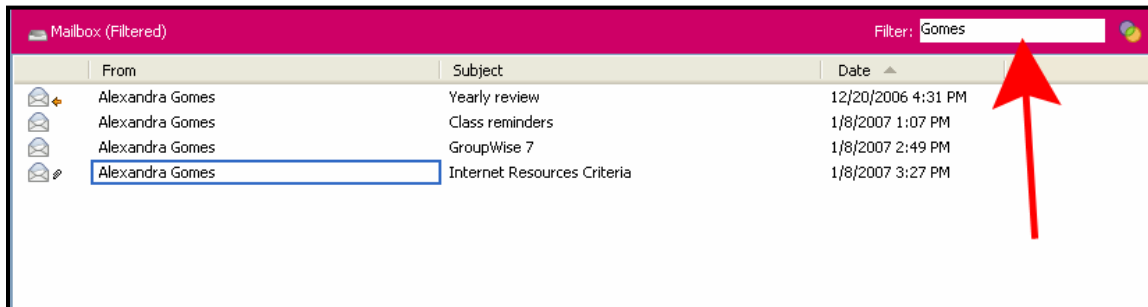 Mailbox (Filtered) Filter: Gomes
From Subject Date
Alexandra Gomes Yearly review 12/20/2006 4:31 PM
Alexandra Gomes Class reminders 1/8/2007 1:07 PM
Alexandra Gomes GroupWise 7 1/8/2007 2:49 PM
Alexandra Gomes Internet Resources Criteria 1/8/2007 3:27 PM